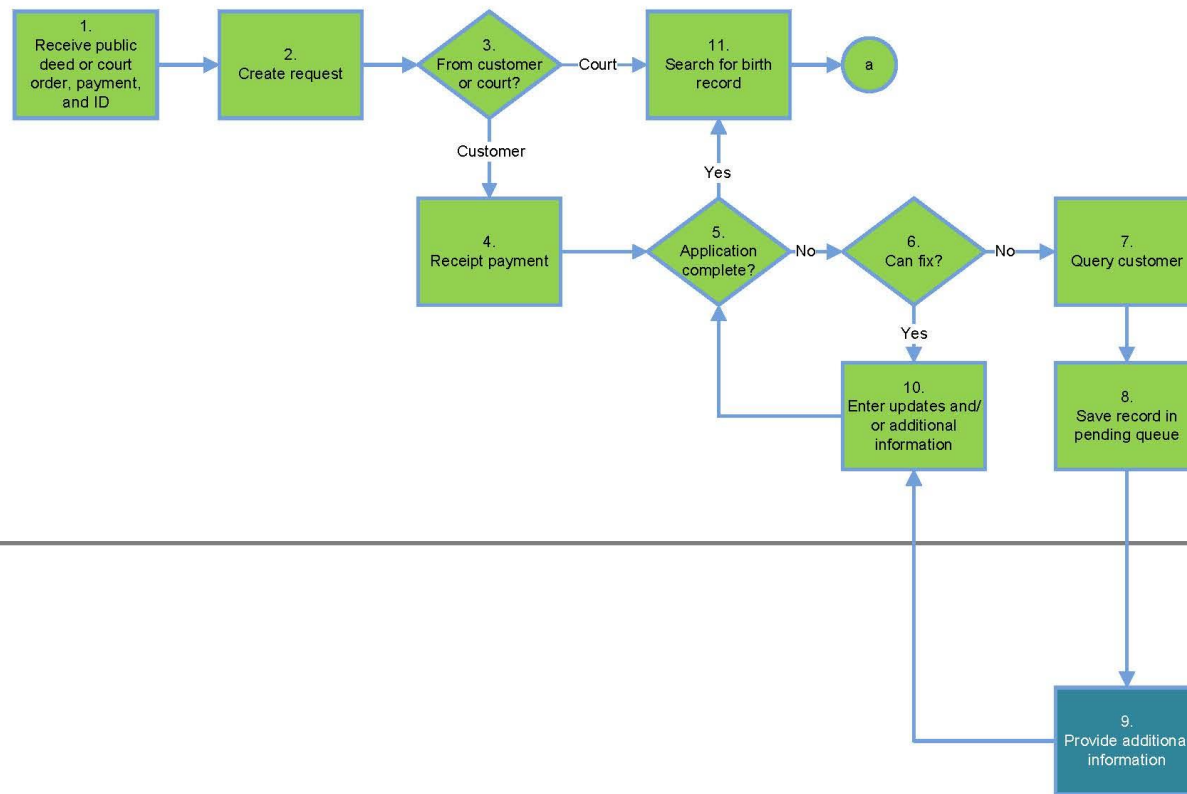 1.
Receive public
deed or court
order, payment,
and ID
2.
Create request
3.
From customer
or court?
Court
11.
Search for birth
record
a
Customer
Yes
4.
Receipt payment
5.
Application
complete?
No
6.
Can fix?
No
7.
Query customer
Yes
10.
Enter updates and/
or additional
information
8.
Save record in
pending queue
9.
Provide additiona
information